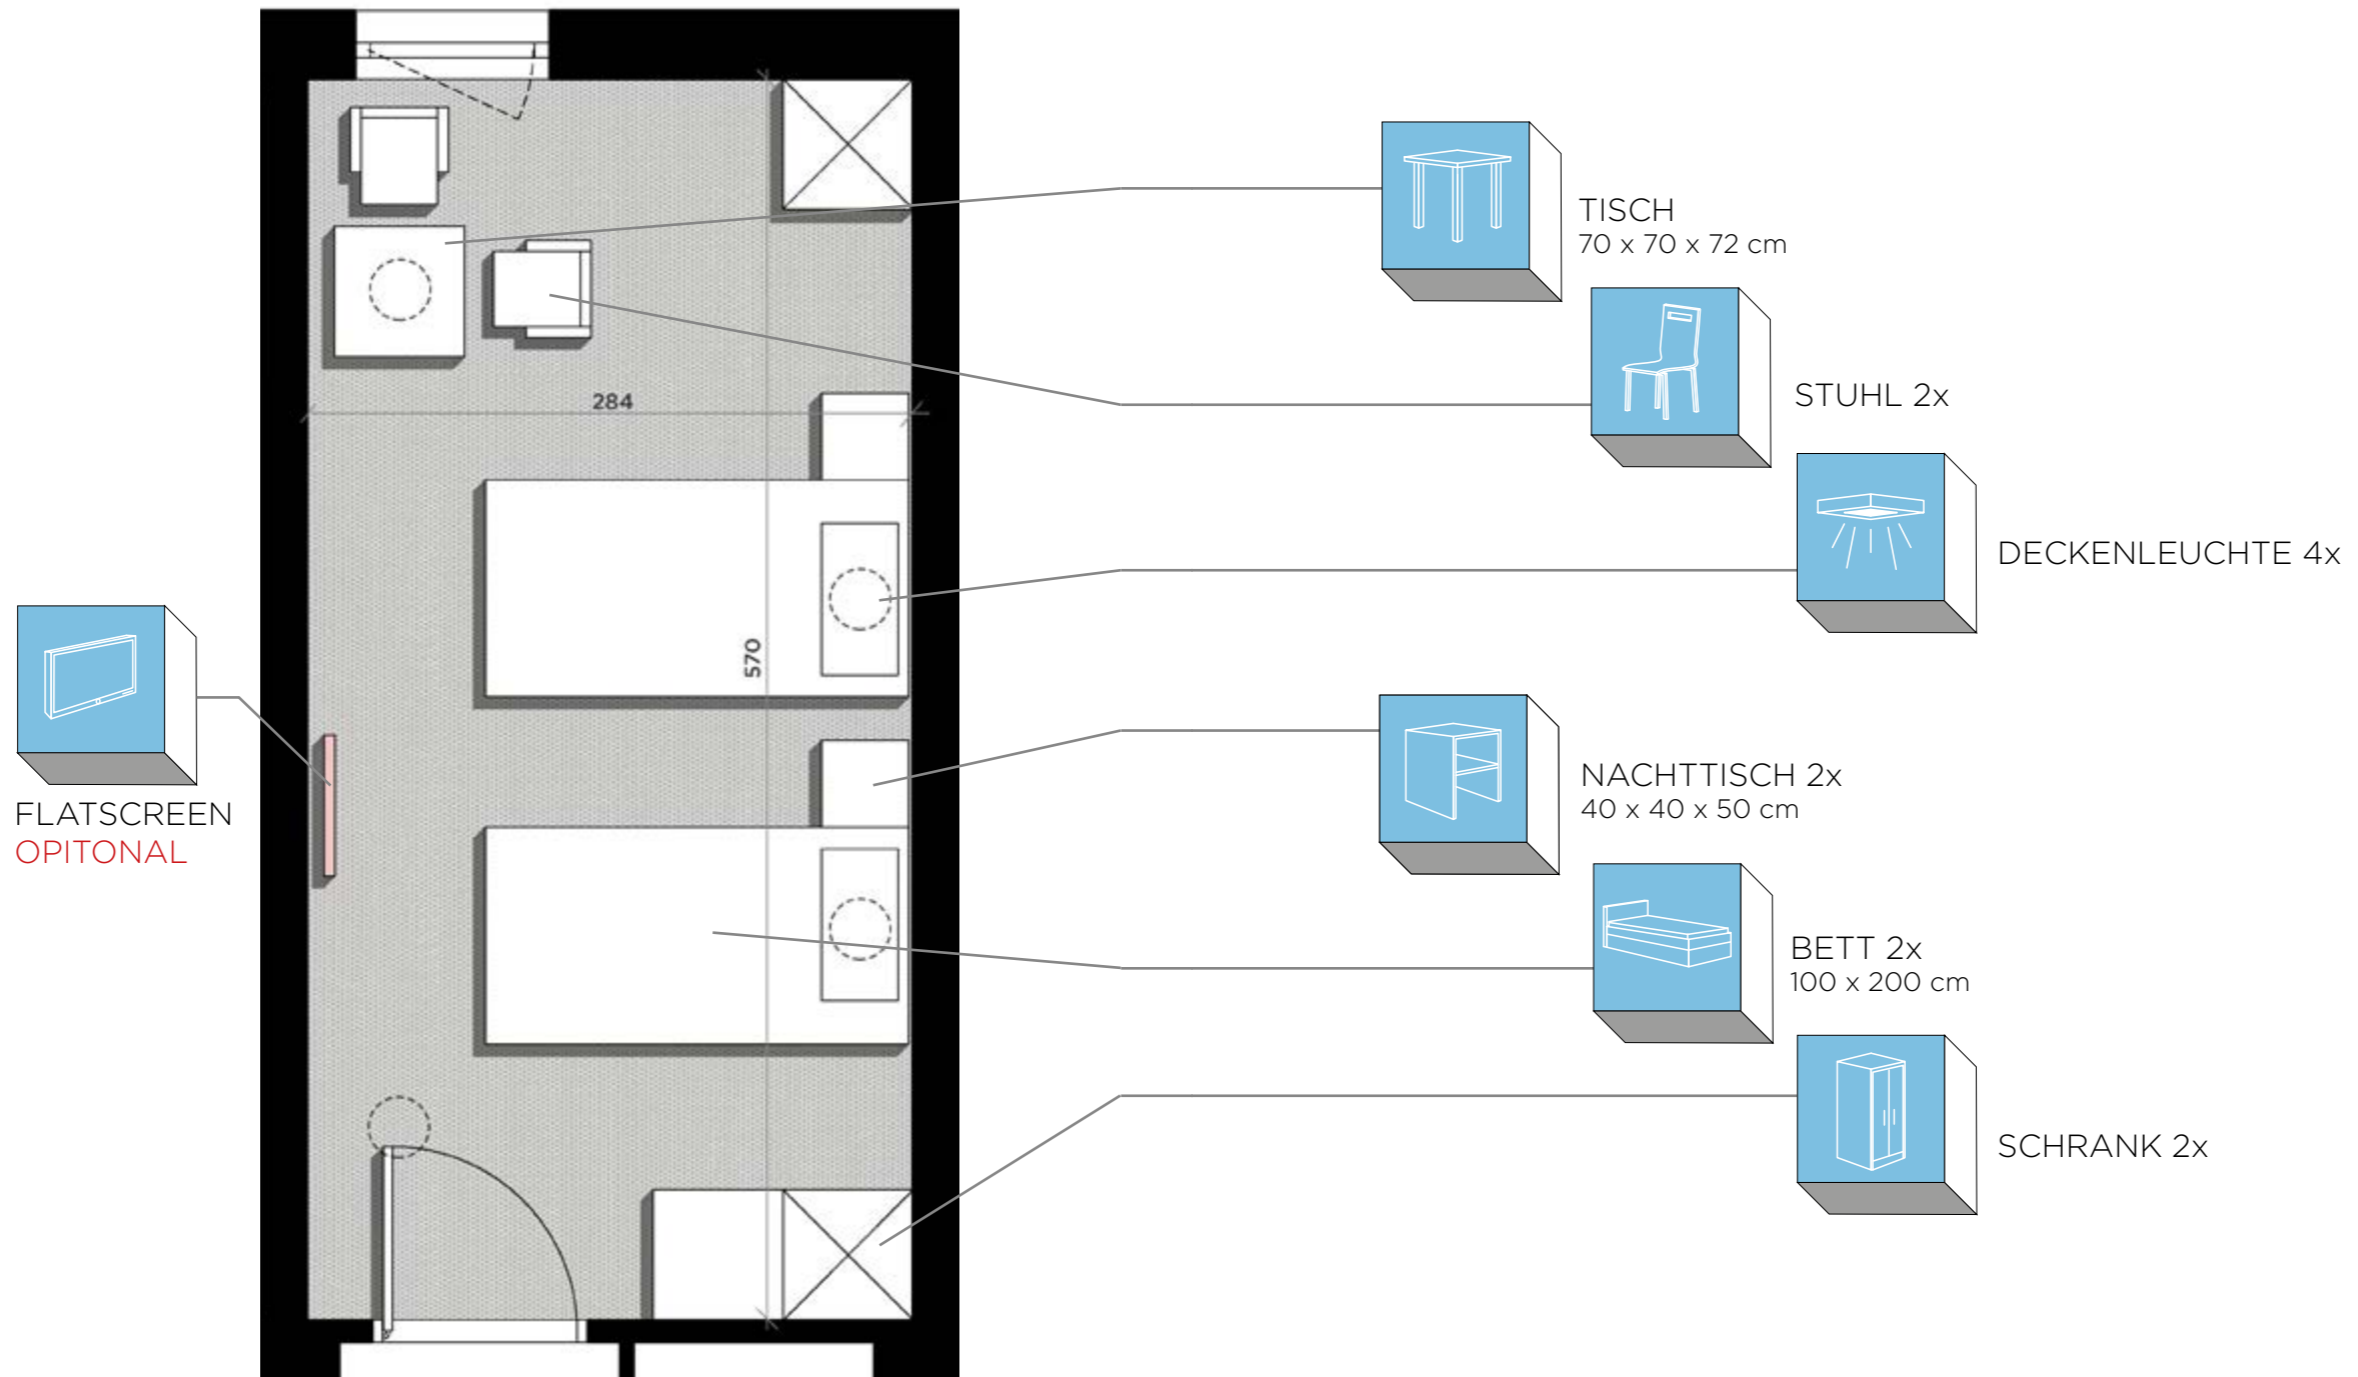 TISCH
70 x 70 x 72 cm
STUHL 2x
284
DECKENLEUCHTE 4x
570
FLATSCREEN
OPITONAL
NACHTTISCH 2x
40 x 40 x 50 cm
BETT 2x
100 x 200 cm
SCHRANK 2x